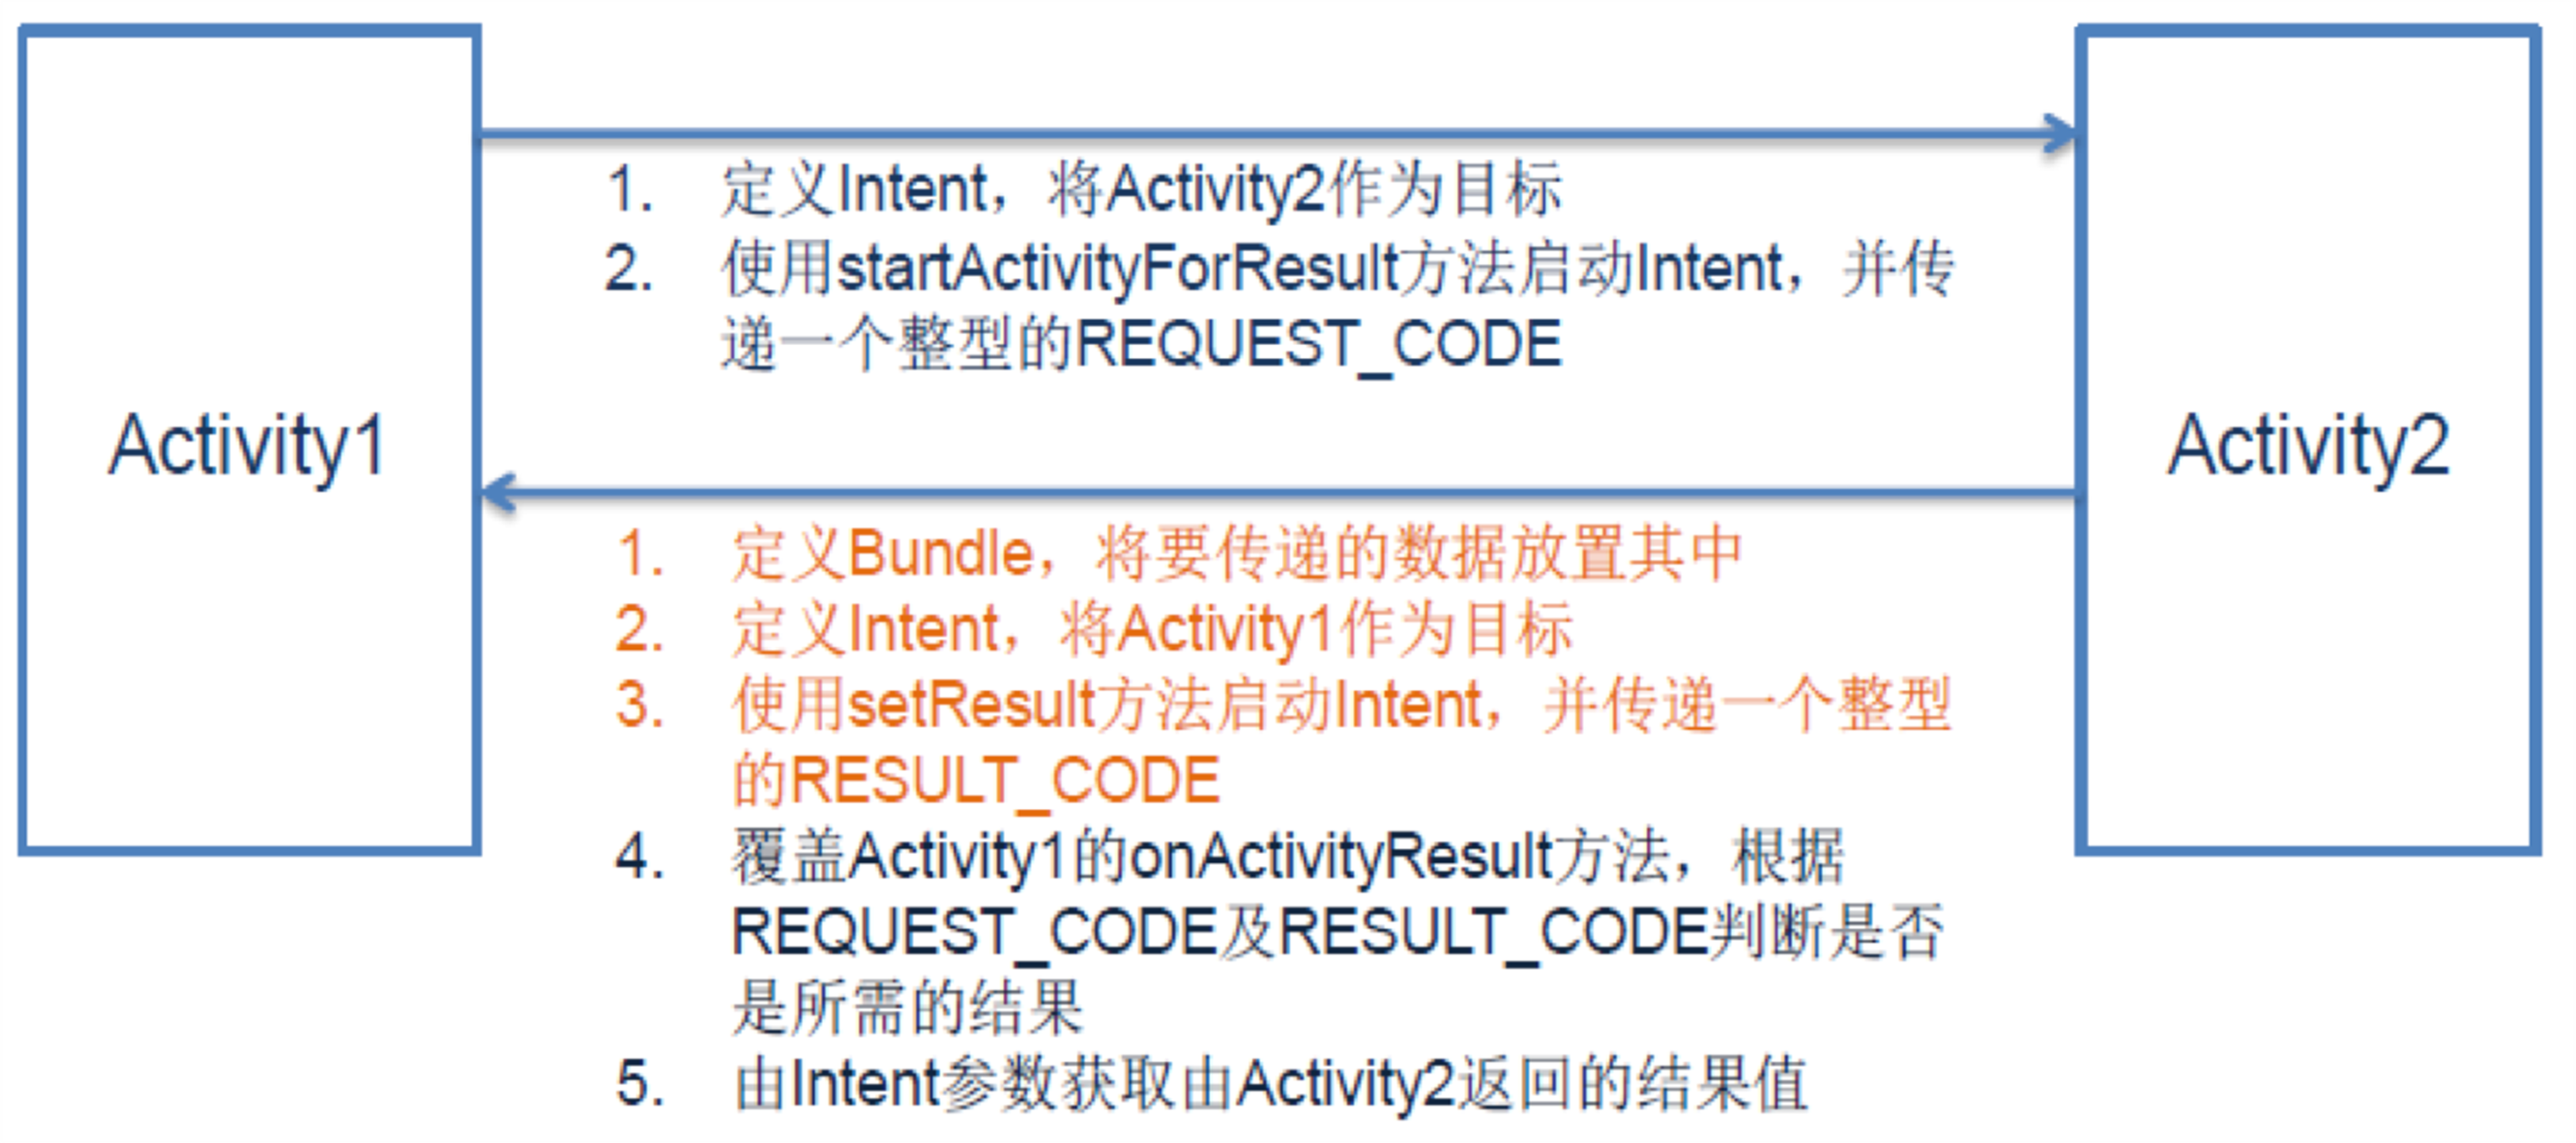 Activity1
1. 定义Intent，将Activity2作为目标
2. 使用startActivityForResult方法启动Intent，并传
递一个整型的REQUEST_CODE
1. 定义Bundle，将要传递的数据放置其中
2. 定义Intent，将Activity1作为目标
3. 使用setResult方法启动Intent，并传递一个整型
的RESULT_CODE
4. 覆盖Activity1的onActivityResult方法，根据
REQUEST_CODE及RESULT_CODE判断是否
是所需的结果
5. 由Intent参数获取由Activity2返回的结果值
Activity2